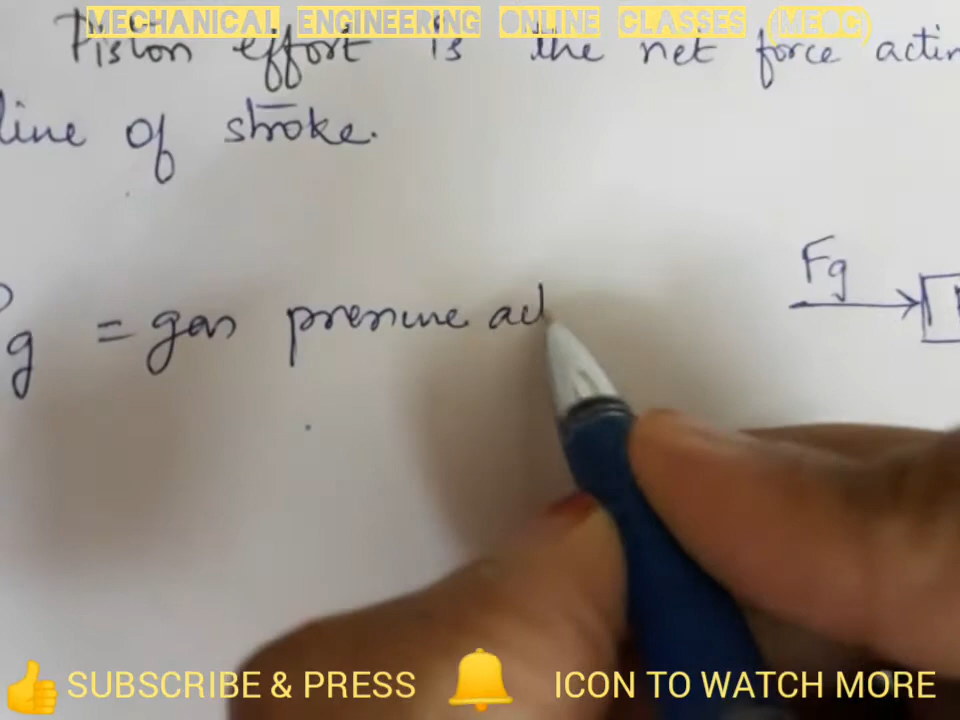 MECHANICAL ENGINEERING ONLINE CLASSES (MEOC)
Piston effort is the net force actin
line of stroke.
Fg
Pg = gas pressure act
SUBSCRIBE & PRESS ICON TO WATCH MORE